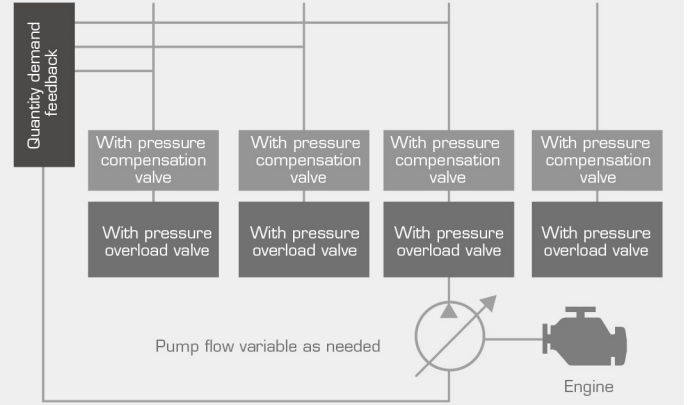 Quantity demand
feedback
With pressure
compensation
valve
With pressure
compensation
valve
With pressure
compensation
valve
With pressure
compensation
valve
With pressure
overload valve
With pressure
overload valve
With pressure
overload valve
With pressure
overload valve
Pump flow variable as needed
Engine